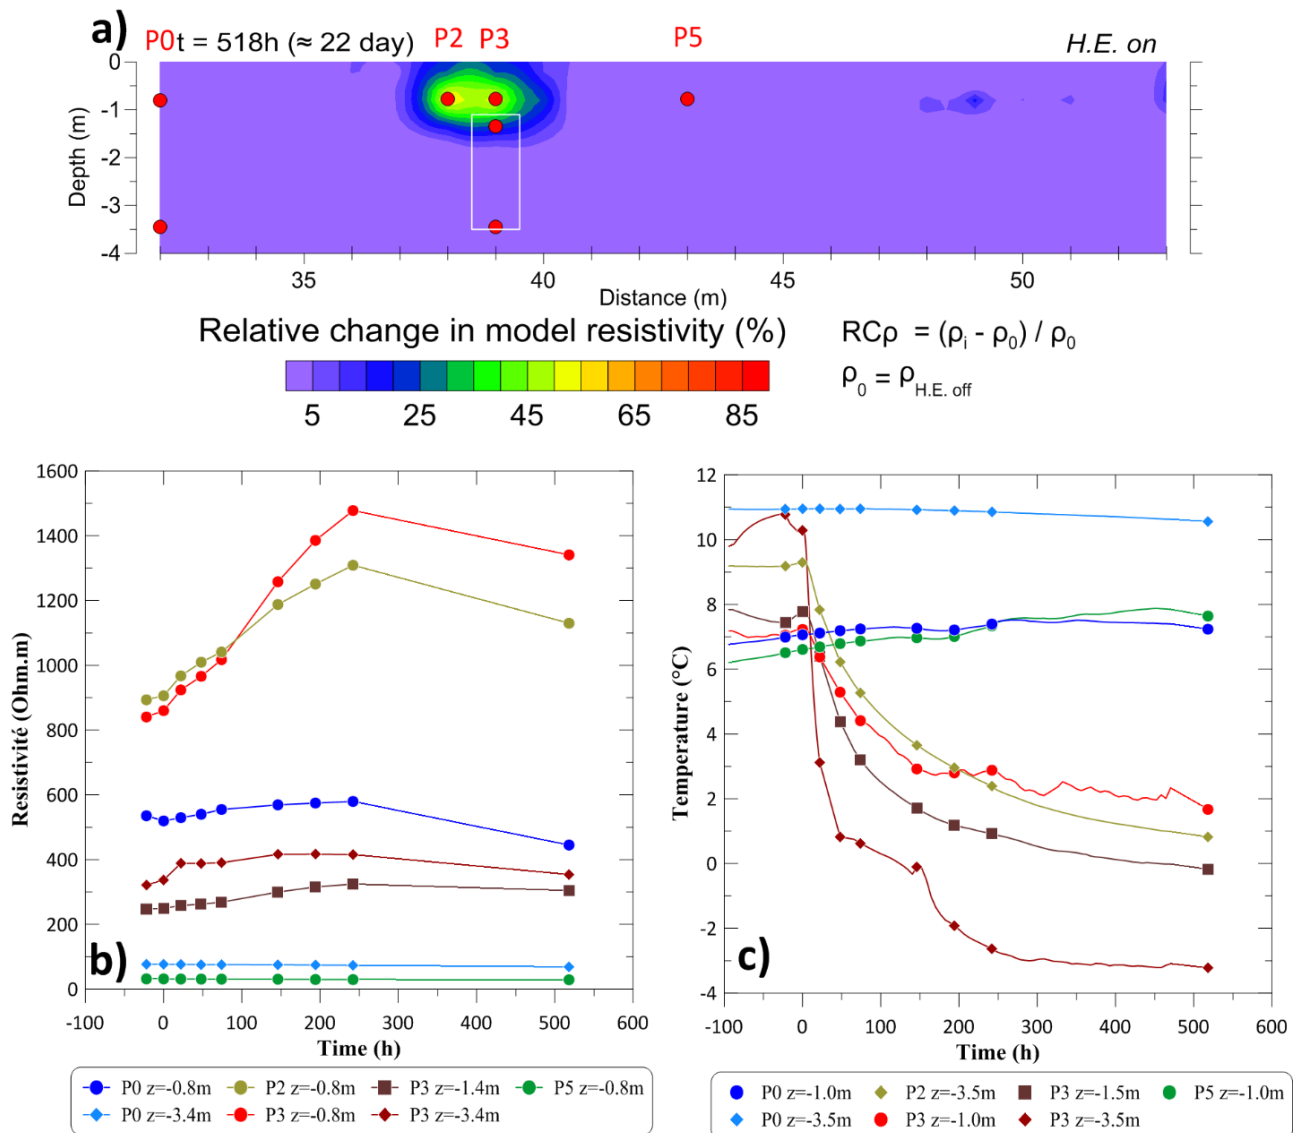 a)
P0 t = 518h (≈ 22 day) P2 P3 P5 H.E. on
0
-1
-2
-3
-4
Depth (m)
35 40 45 50
Distance (m)
Relative change in model resistivity (%)
5 25 45 65 85
RCρ = (ρi - ρ0) / ρ0
ρ0 = ρH.E. off
1600
1400
1200
1000
800
600
400
200
0
Resistivité (Ohm.m)
b)
-100 0 100 200 300 400 500 600
Time (h)
P0 z=-0.8m P2 z=-0.8m P3 z=-1.4m P5 z=-0.8m
P0 z=-3.4m P3 z=-0.8m P3 z=-3.4m
12
10
8
6
4
2
0
-2
-4
Temperature (°C)
c)
-100 0 100 200 300 400 500 600
Time (h)
P0 z=-1.0m P2 z=-3.5m P3 z=-1.5m P5 z=-1.0m
P0 z=-3.5m P3 z=-1.0m P3 z=-3.5m